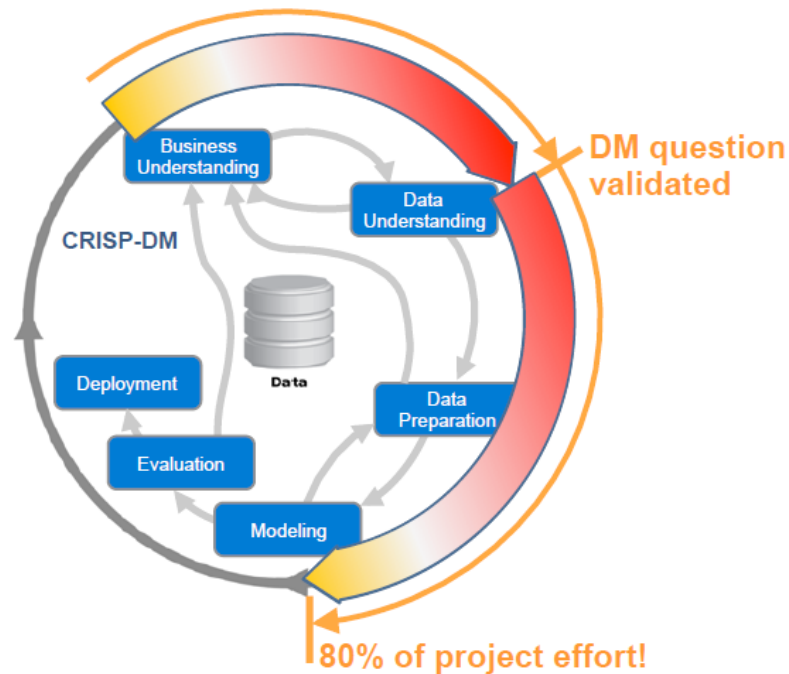 Business
Understanding
DM question
validated
Data
Understanding
CRISP-DM
Data
Deployment
Data
Preparation
Evaluation
Modeling
80% of project effort!